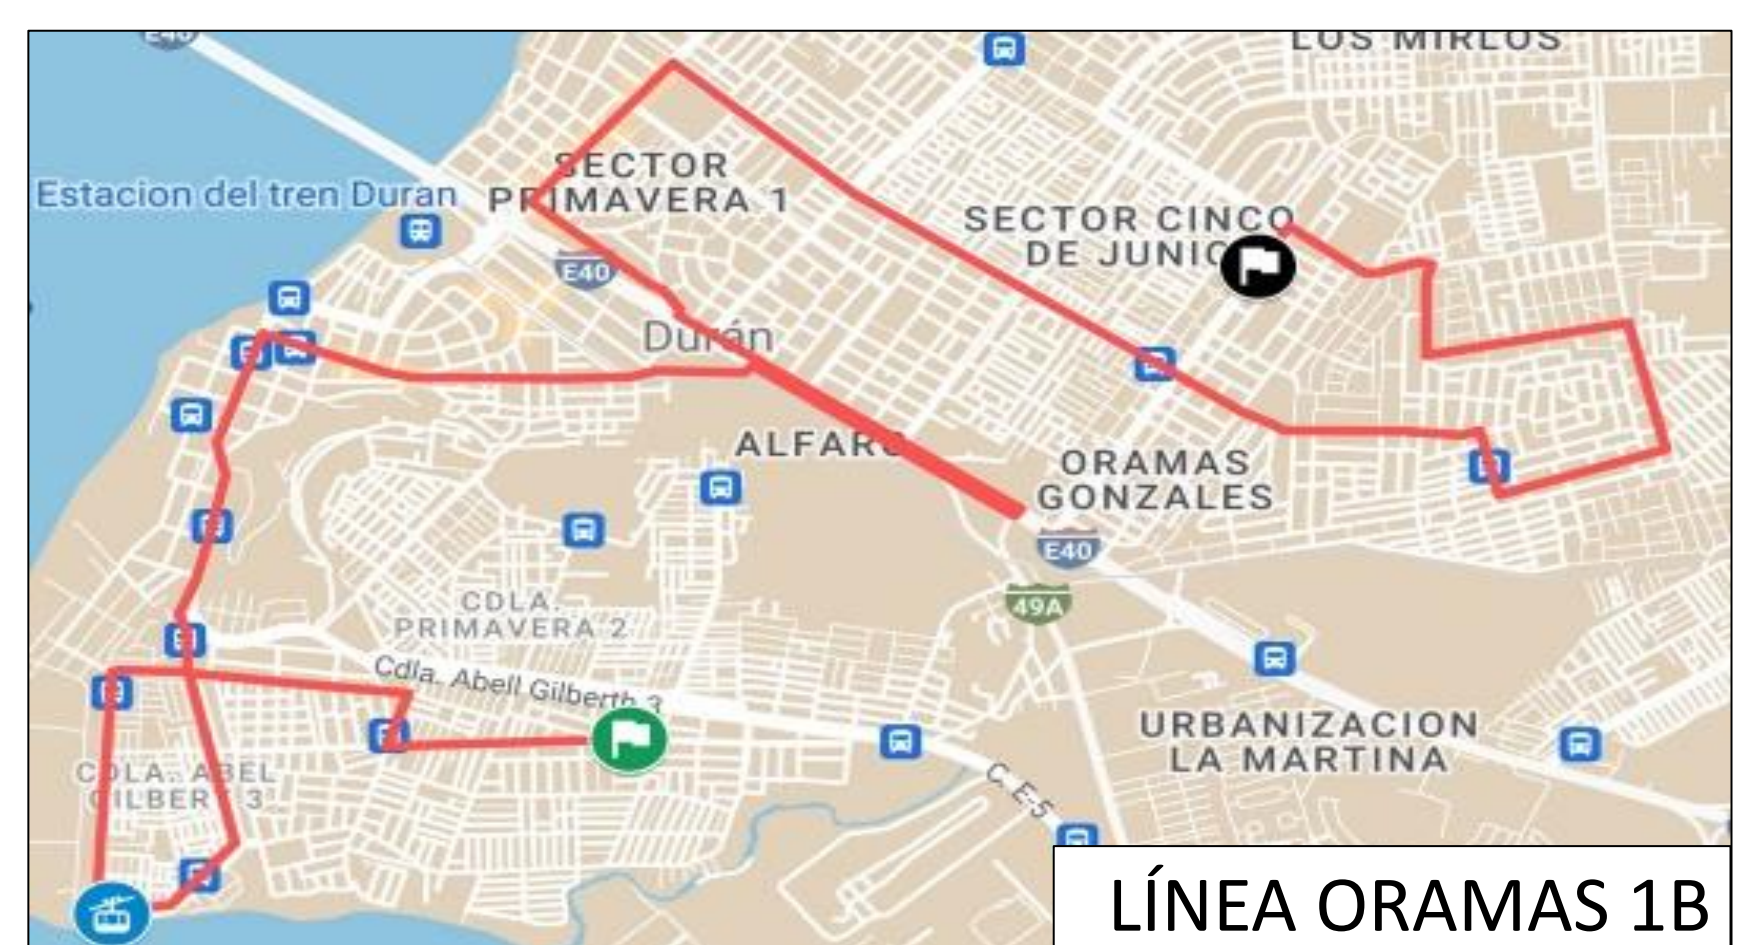 E40
LOS MIRLOS
SECTOR
PRIMAVERA 1
Estacion del tren Duran
SECTOR CINCO
DE JUNIO
E40
Durán
ALFARO
ORAMAS
GONZALES
E40
49A
CDLA.
PRIMAVERA 2
Cdla. Abell Gilberth 3
URBANIZACION
LA MARTINA
CDLA. ABEL
GILBERT 3
C. E-5
LÍNEA ORAMAS 1B